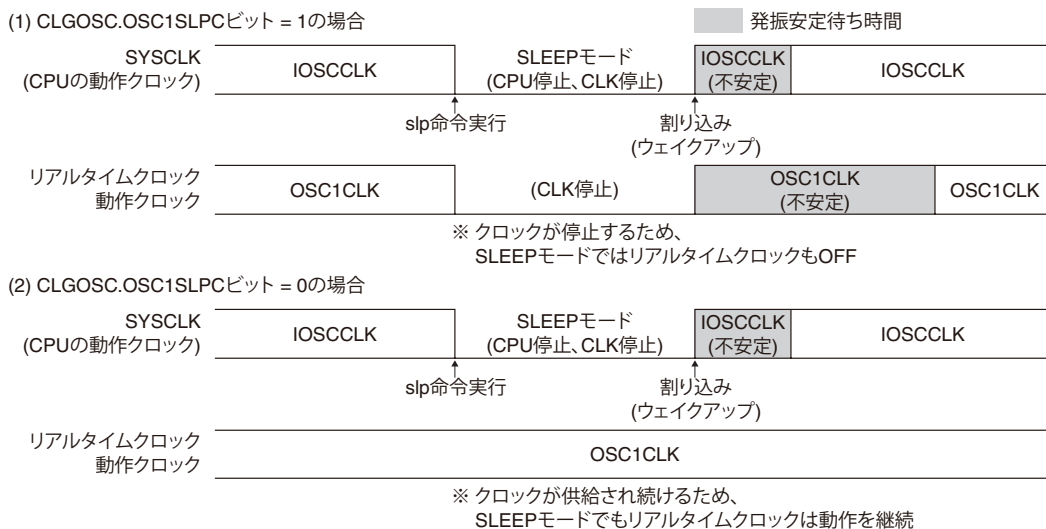 (1) CLGOSC.OSC1SLPCビット = 1の場合
発振安定待ち時間
SYSCLK
(CPUの動作クロック)
IOSCCLK
SLEEPモード
(CPU停止、CLK停止)
IOSCCLK
(不安定)
IOSCCLK
slp命令実行
割り込み
(ウェイクアップ)
リアルタイムクロック
動作クロック
OSC1CLK
(CLK停止)
OSC1CLK
(不安定)
OSC1CLK
※ クロックが停止するため、
SLEEPモードではリアルタイムクロックもOFF
(2) CLGOSC.OSC1SLPCビット = 0の場合
SYSCLK
(CPUの動作クロック)
IOSCCLK
SLEEPモード
(CPU停止、CLK停止)
IOSCCLK
(不安定)
IOSCCLK
slp命令実行
割り込み
(ウェイクアップ)
リアルタイムクロック
動作クロック
OSC1CLK
※ クロックが供給され続けるため、
SLEEPモードでもリアルタイムクロックは動作を継続